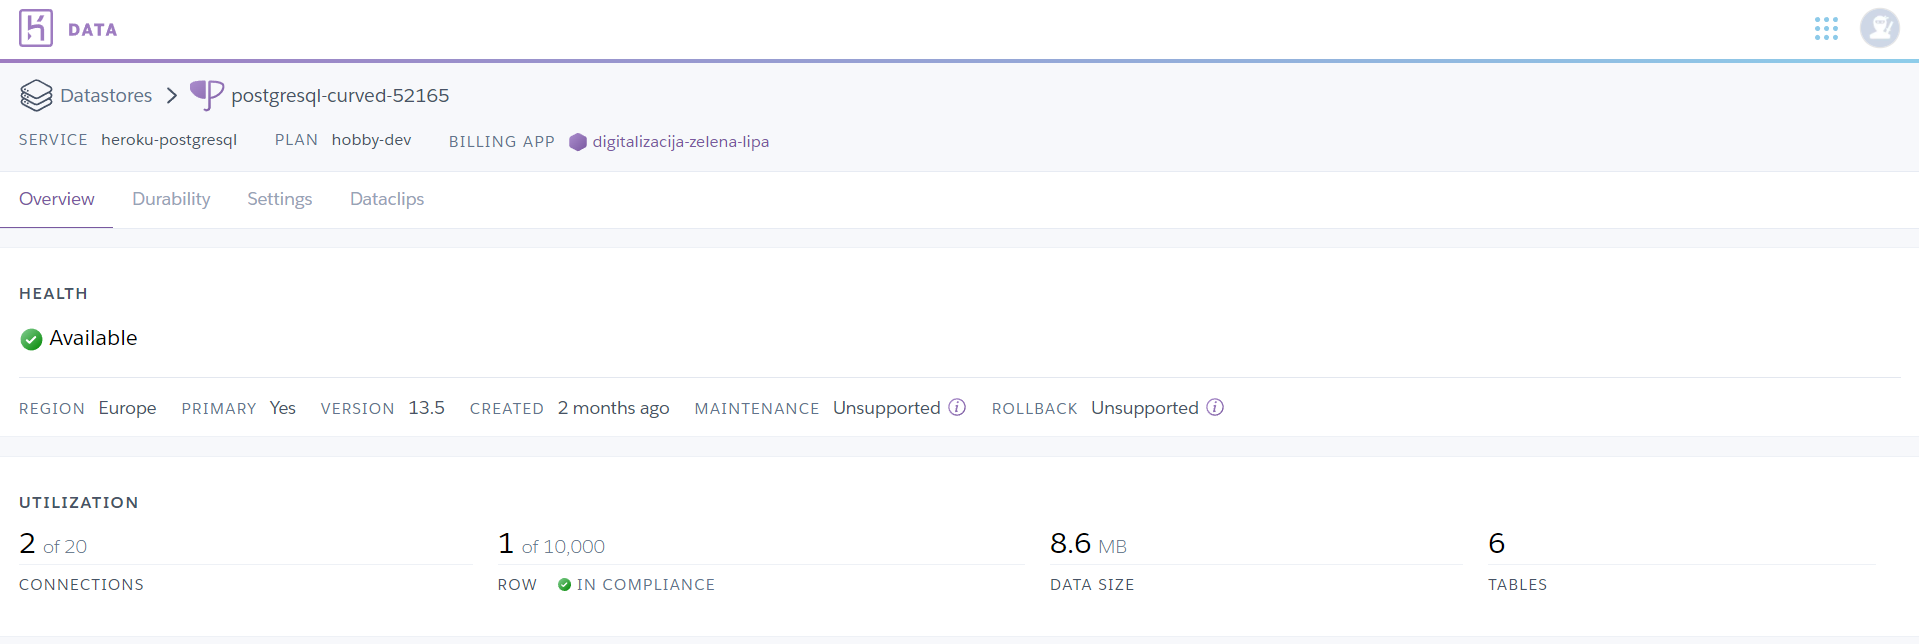 DATA
Datastores postgresql-curved-52165
SERVICE heroku-postgresql PLAN hobby-dev BILLING APP digitalizacija-zelena-lipa
Overview Durability Settings Dataclips
HEALTH
Available
REGION Europe PRIMARY Yes VERSION 13.5 CREATED 2 months ago MAINTENANCE Unsupported ROLLBACK Unsupported
UTILIZATION
2 of 20 1 of 10,000 8.6 MB 6
CONNECTIONS ROW IN COMPLIANCE DATA SIZE TABLES